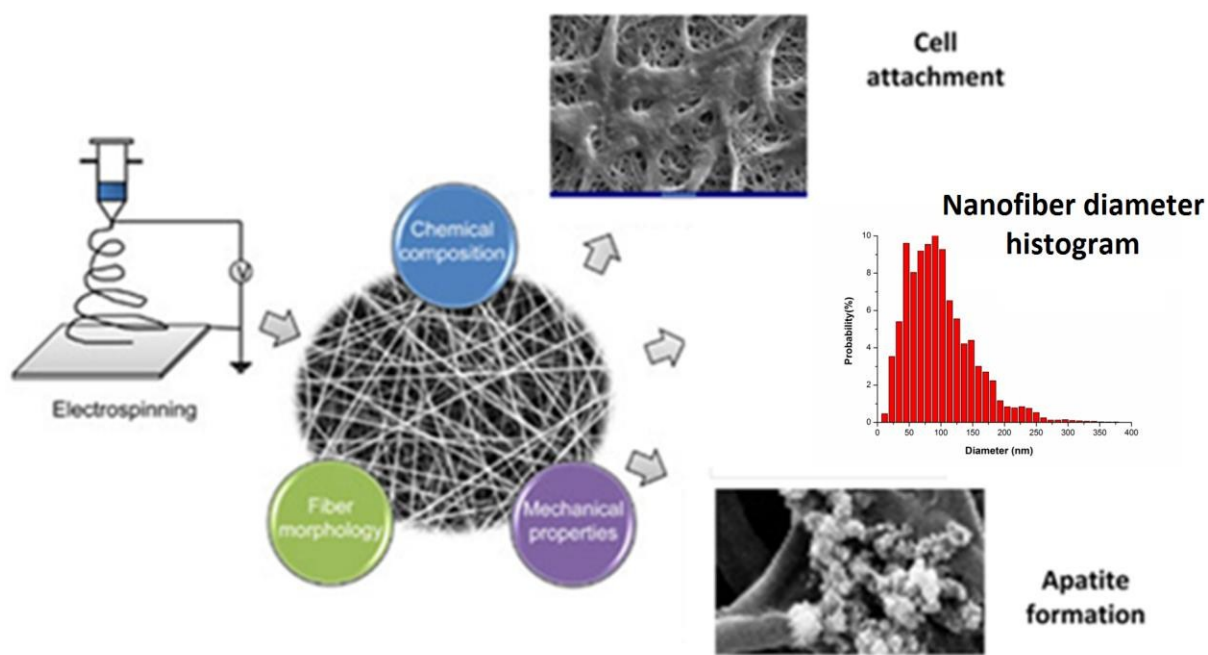 Cell
attachment
Nanofiber diameter
histogram
Chemical
composition
V
Electrospinning
Fiber
morphology
Mechanical
properties
10
8
6
4
2
0
Probability(%)
0 50 100 150 200 250 300 350 400
Diameter (nm)
Apatite
formation